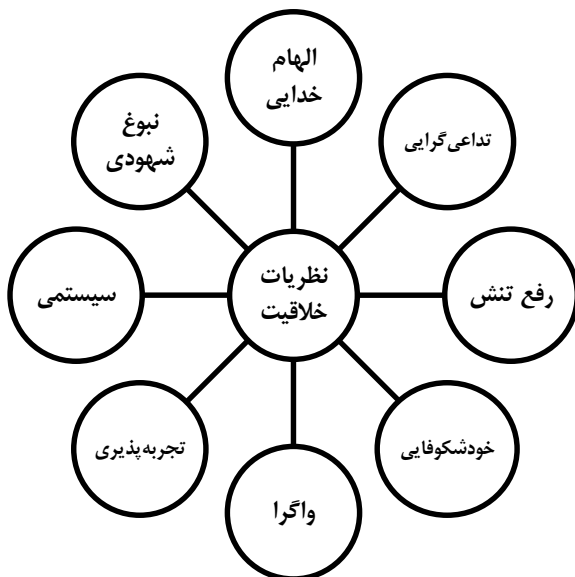 الهام
خدایی
تداعی‌گرایی
رفع تنش
خودشکوفایی
واگرا
تجربه‌پذیری
سیستمی
نبوغ
شهودی
نظریات
خلاقیت